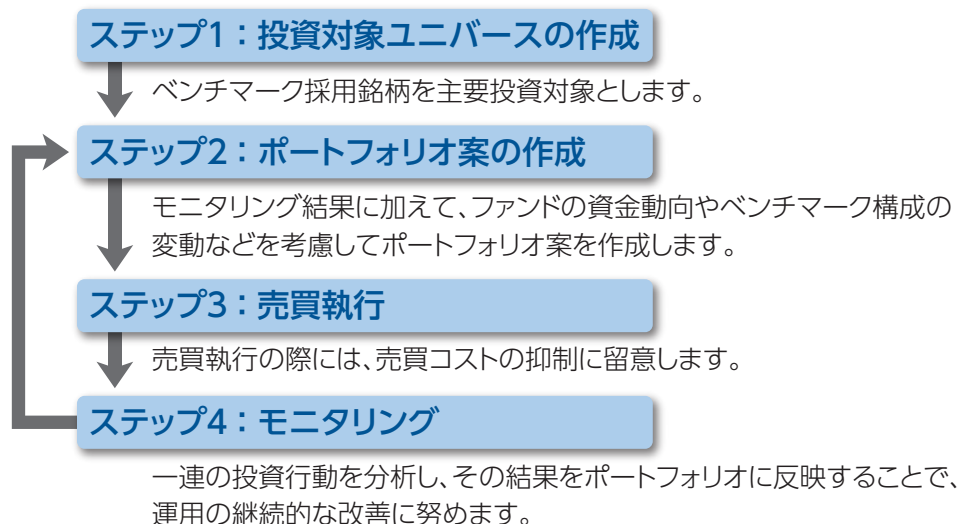 ステップ1：投資対象ユニバースの作成
ベンチマーク採用銘柄を主要投資対象とします。
ステップ2：ポートフォリオ案の作成
モニタリング結果に加えて、ファンドの資金動向やベンチマーク構成の
変動などを考慮してポートフォリオ案を作成します。
ステップ3：売買執行
売買執行の際には、売買コストの抑制に留意します。
ステップ4：モニタリング
一連の投資行動を分析し、その結果をポートフォリオに反映することで、
運用の継続的な改善に努めます。